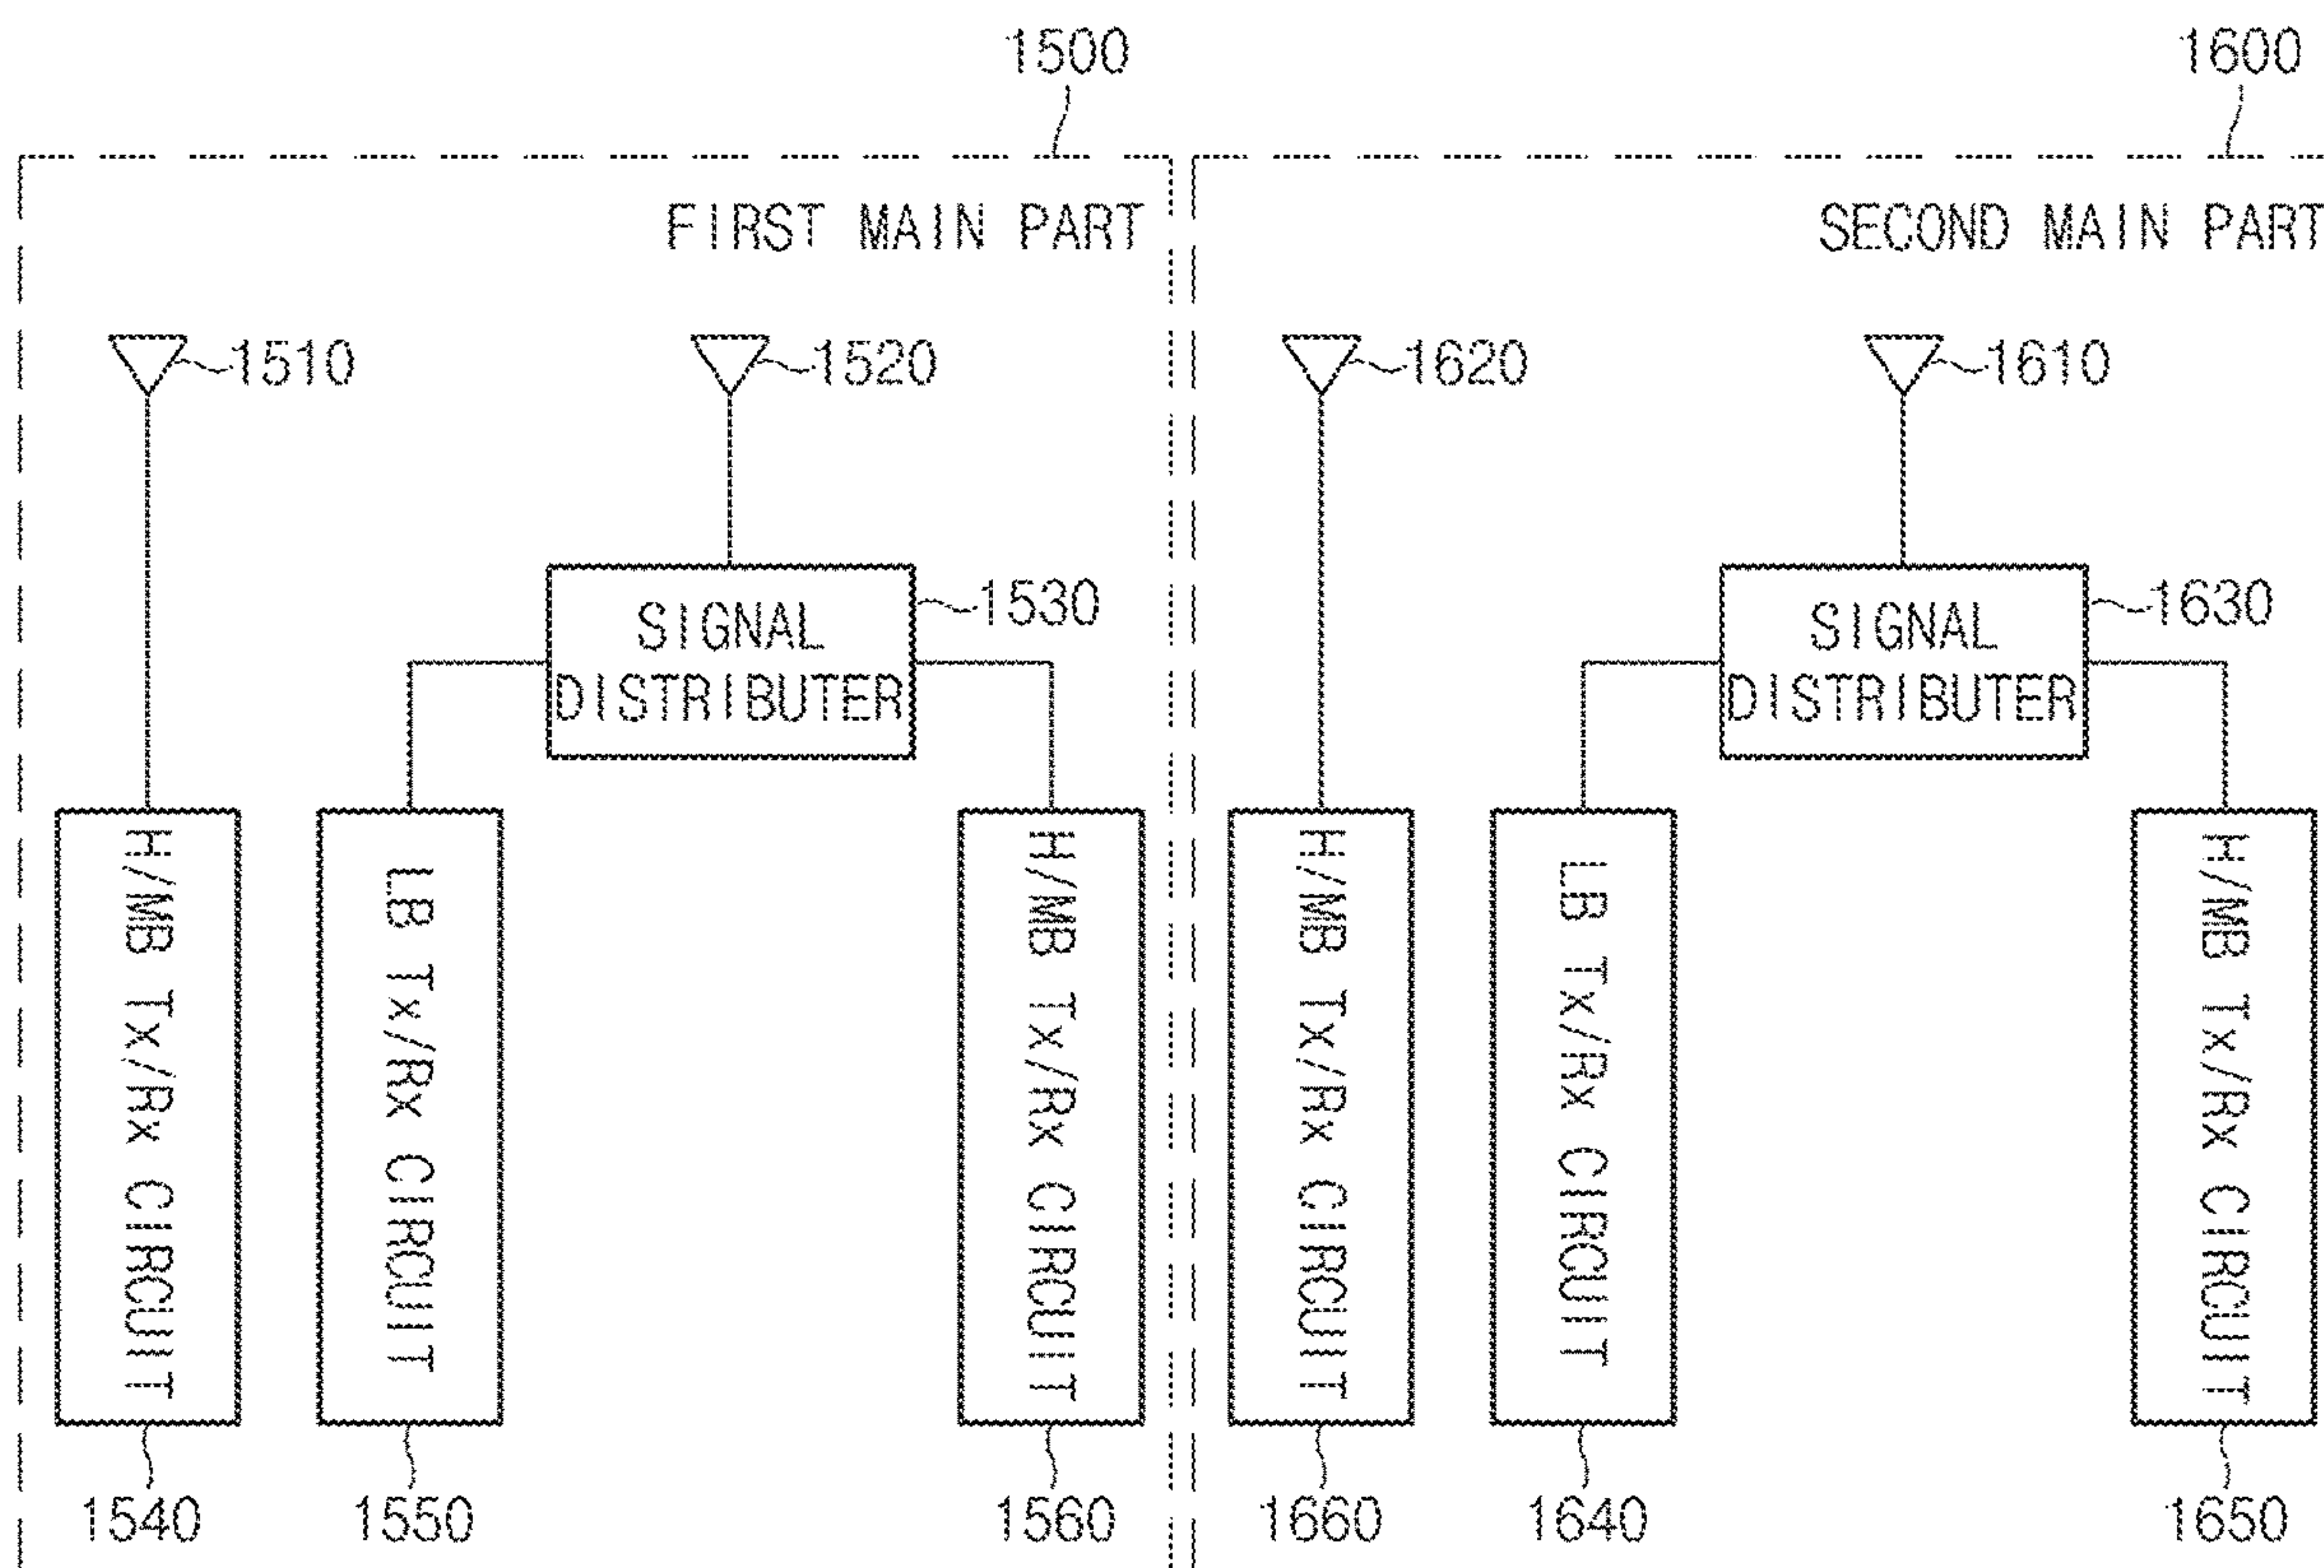 1500
1600
FIRST MAIN PART
SECOND MAIN PART
1510
1520
1620
1610
SIGNAL
DISTRIBUTER
1530
SIGNAL
DISTRIBUTER
1630
H/MB Tx/Rx CIRCUIT
LB Tx/Rx CIRCUIT
H/MB Tx/Rx CIRCUIT
H/MB Tx/Rx CIRCUIT
LB Tx/Rx CIRCUIT
H/MB Tx/Rx CIRCUIT
1540
1550
1560
1660
1640
1650